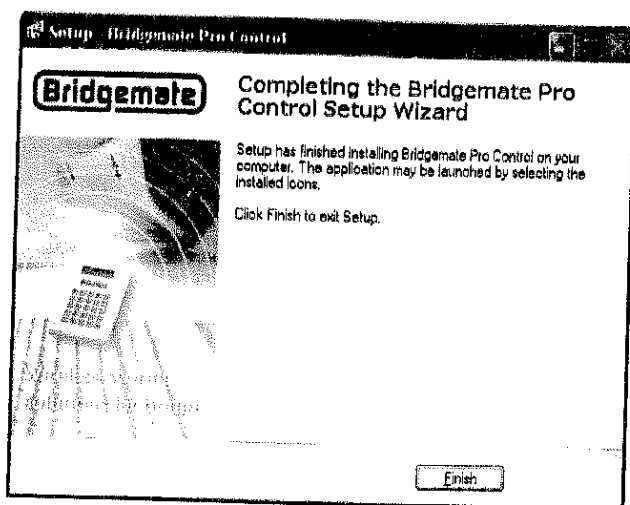 Setup - Bridgemate Pro Control
Bridgemate
Completing the Bridgemate Pro
Control Setup Wizard
Setup has finished installing Bridgemate Pro Control on your
computer. The application may be launched by selecting the
installed icons.
Click Finish to exit Setup.
Finish